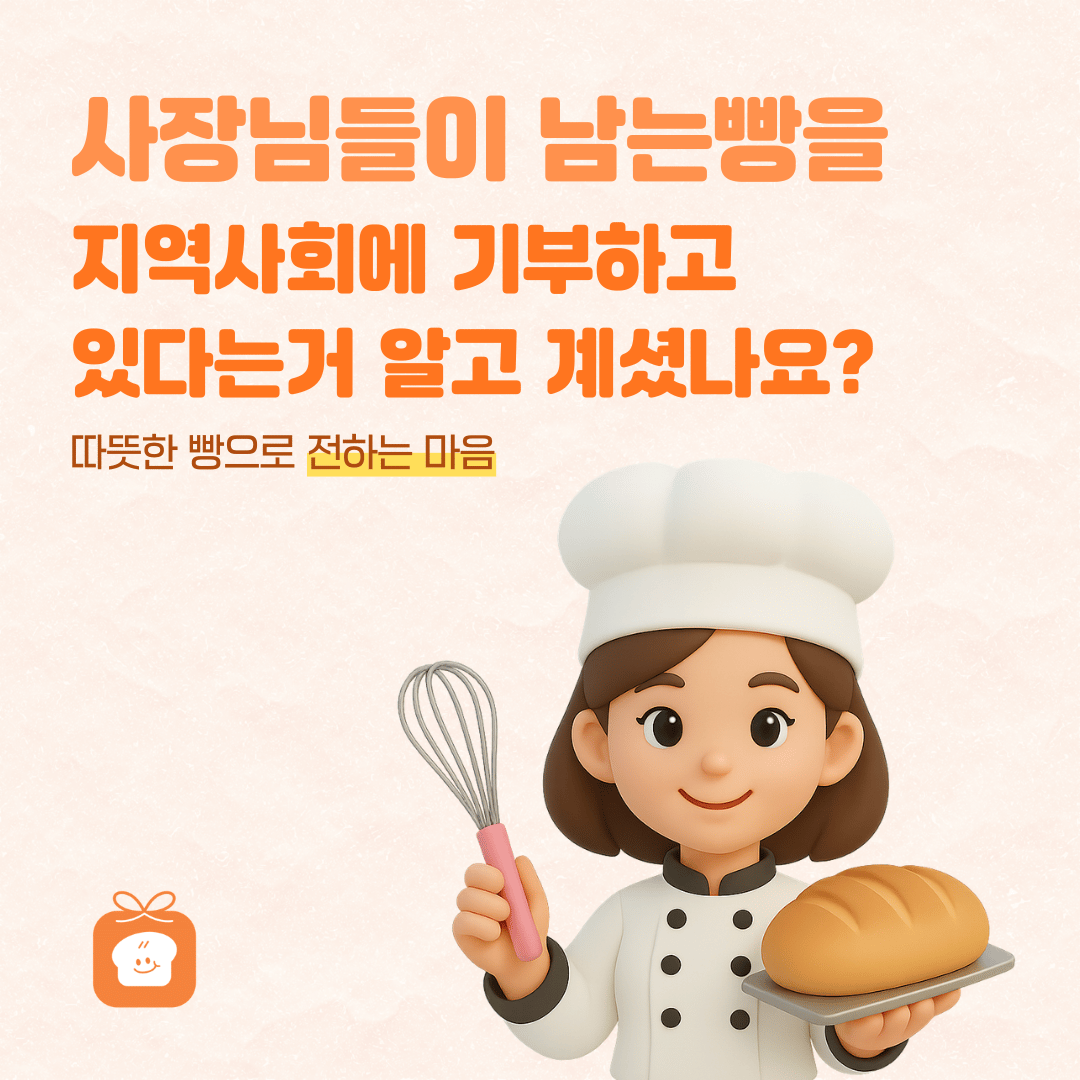 사장님들이 남는빵을
지역사회에 기부하고
있다는거 알고 계셨나요?
따뜻한 빵으로 전하는 마음